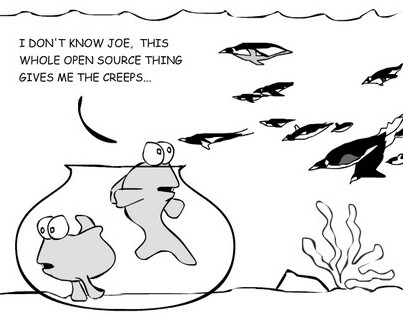 I DON'T KNOW JOE, THIS
WHOLE OPEN SOURCE THING
GIVES ME THE CREEPS...